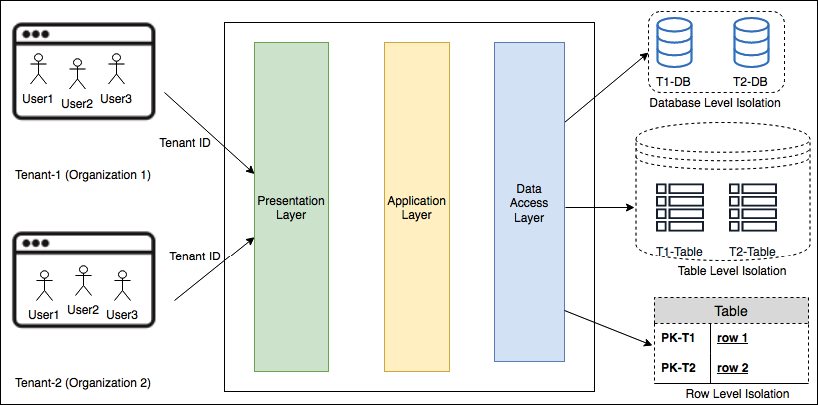 User1
User2
User3
Tenant ID
Tenant-1 (Organization 1)
User1
User2
User3
Tenant ID
Tenant-2 (Organization 2)
Presentation
Layer
Application
Layer
Data
Access
Layer
T1-DB
T2-DB
Database Level Isolation
T1-Table
T2-Table
Table Level Isolation
Table
PK-T1
row 1
PK-T2
row 2
Row Level Isolation